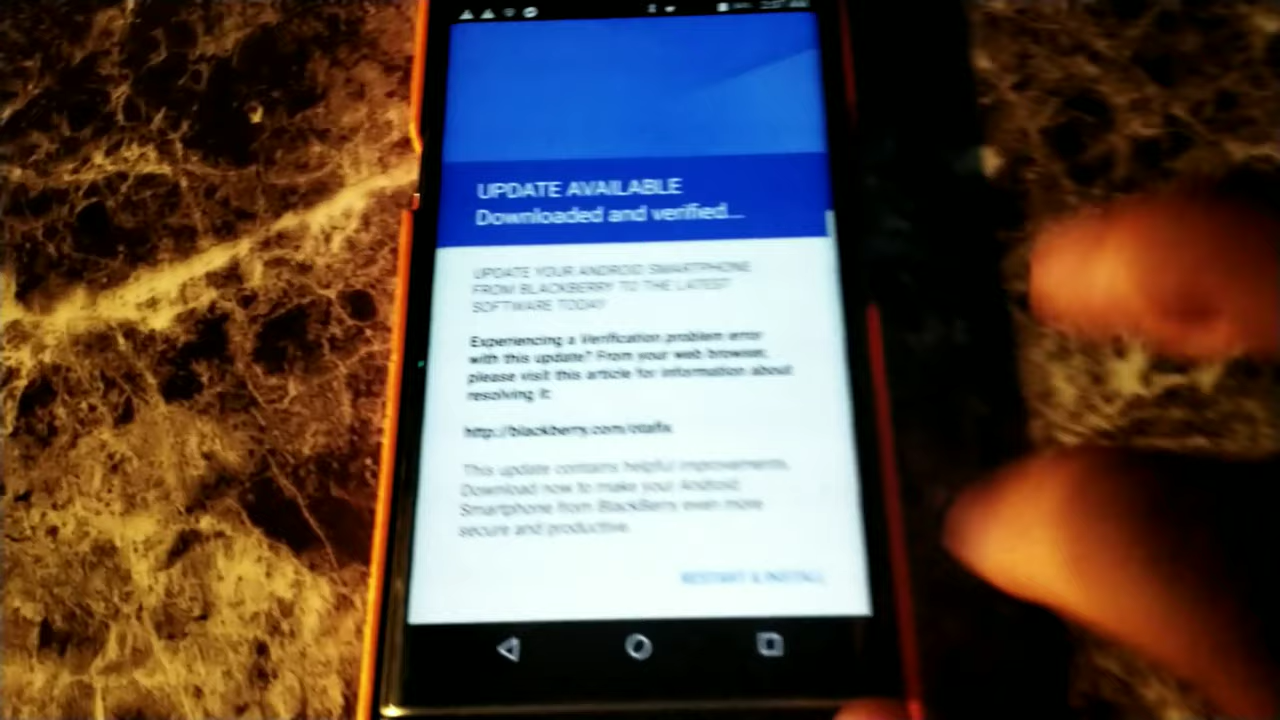 UPDATE AVAILABLE
Downloaded and verified...
UPDATE YOUR ANDROID SMARTPHONE
FROM BLACKBERRY TO THE LATEST
SOFTWARE TODAY
Experiencing a Verification problem error
with this update? From your web browser,
please visit this article for information about
resolving it:
http://blackberry.com/otafix
This update contains helpful improvements.
Download now to make your Android
Smartphone from BlackBerry even more
secure and productive.
RESTART & INSTALL